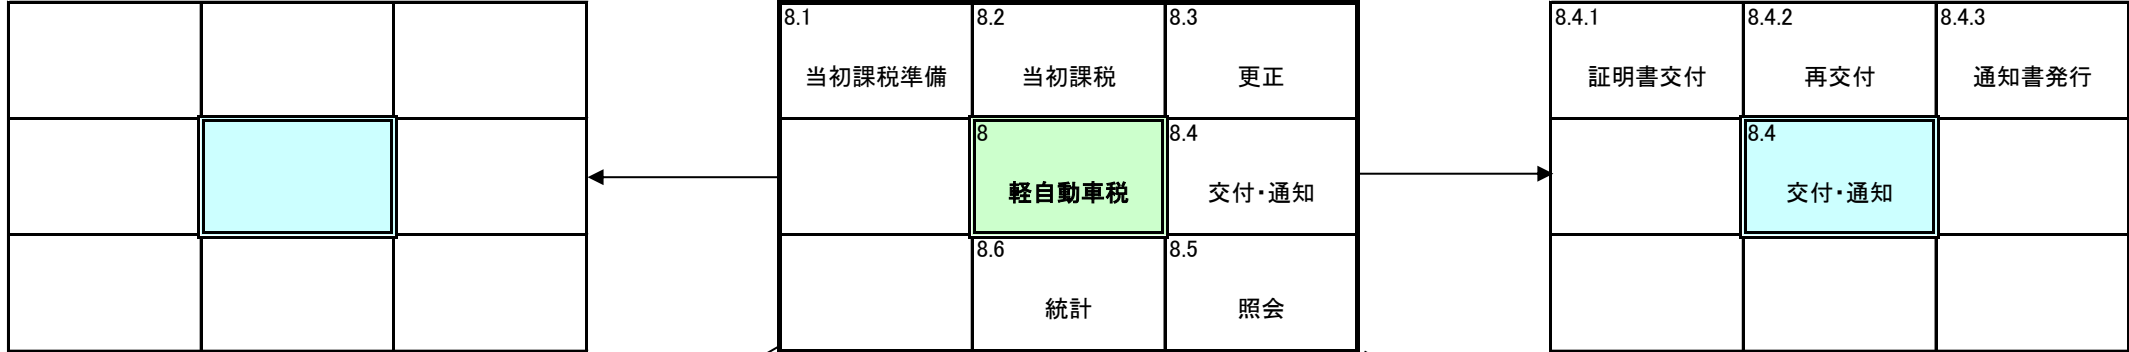 8.1
当初課税準備
8.2
当初課税
8.3
更正
8
軽自動車税
8.4
交付・通知
8.6
統計
8.5
照会
8.4.1
証明書交付
8.4.2
再交付
8.4.3
通知書発行
8.4
交付・通知